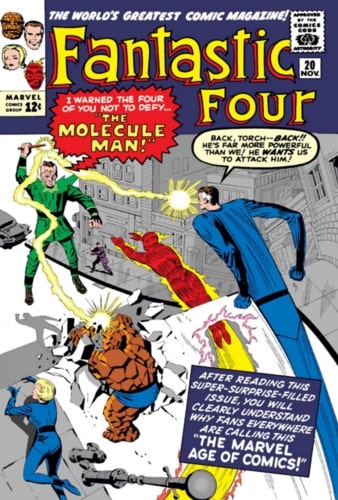 THE WORLD'S GREATEST COMIC MAGAZINE!
APPROVED
BY THE
COMICS
CODE
AUTHORITY
Fantastic
Four
MARVEL
COMICS
GROUP
12¢
20
NOV.
I WARNED THE FOUR
OF YOU NOT TO DEFY...
"THE
MOLECULE
MAN!"
BACK, TORCH--BACK!!
HE'S FAR MORE POWERFUL
THAN WE! HE WANTS US
TO ATTACK HIM!
AFTER READING THIS
SUPER-SURPRISE-FILLED
ISSUE, YOU WILL
CLEARLY UNDERSTAND
WHY FANS EVERYWHERE
ARE CALLING THIS
"THE MARVEL
AGE OF COMICS!"